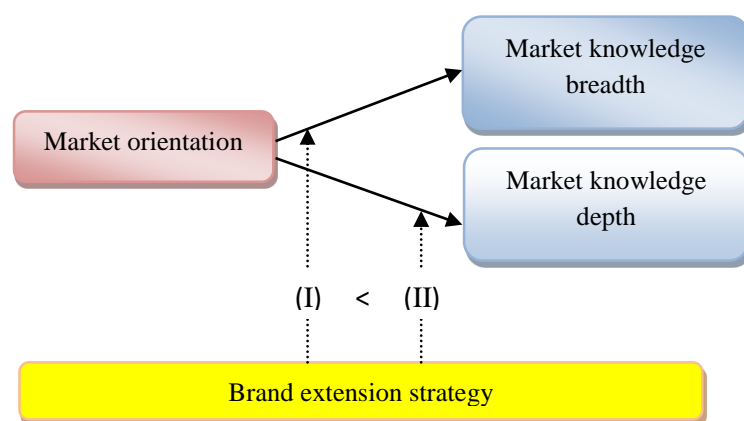 Market knowledge
breadth
Market orientation
Market knowledge
depth
(I) < (II)
Brand extension strategy